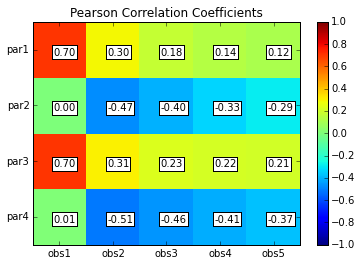 Pearson Correlation Coefficients
par1 0.70 0.30 0.18 0.14 0.12
par2 0.00 -0.47 -0.40 -0.33 -0.29
par3 0.70 0.31 0.23 0.22 0.21
par4 0.01 -0.51 -0.46 -0.41 -0.37
obs1 obs2 obs3 obs4 obs5
1.0
0.8
0.6
0.4
0.2
0.0
−0.2
−0.4
−0.6
−0.8
−1.0